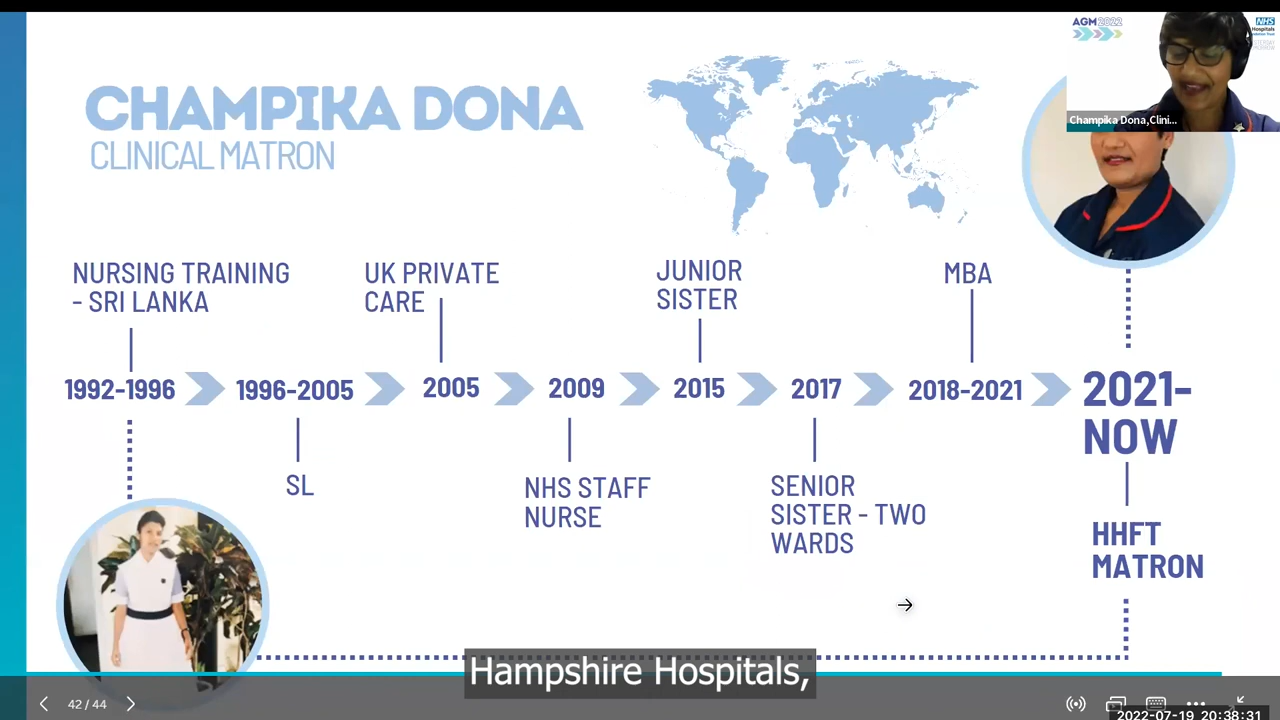 AGM2022
NHS
Hospitals
CHAMPIKA DONA
CLINICAL MATRON
Champika Dona,Clini...
NURSING TRAINING
- SRI LANKA
UK PRIVATE
CARE
JUNIOR
SISTER
MBA
1992-1996
1996-2005
2005
2009
2015
2017
2018-2021
2021-
NOW
SL
NHS STAFF
NURSE
SENIOR
SISTER - TWO
WARDS
HHFT
MATRON
Hampshire Hospitals,
42 / 44
2022-07-19 20:38:31